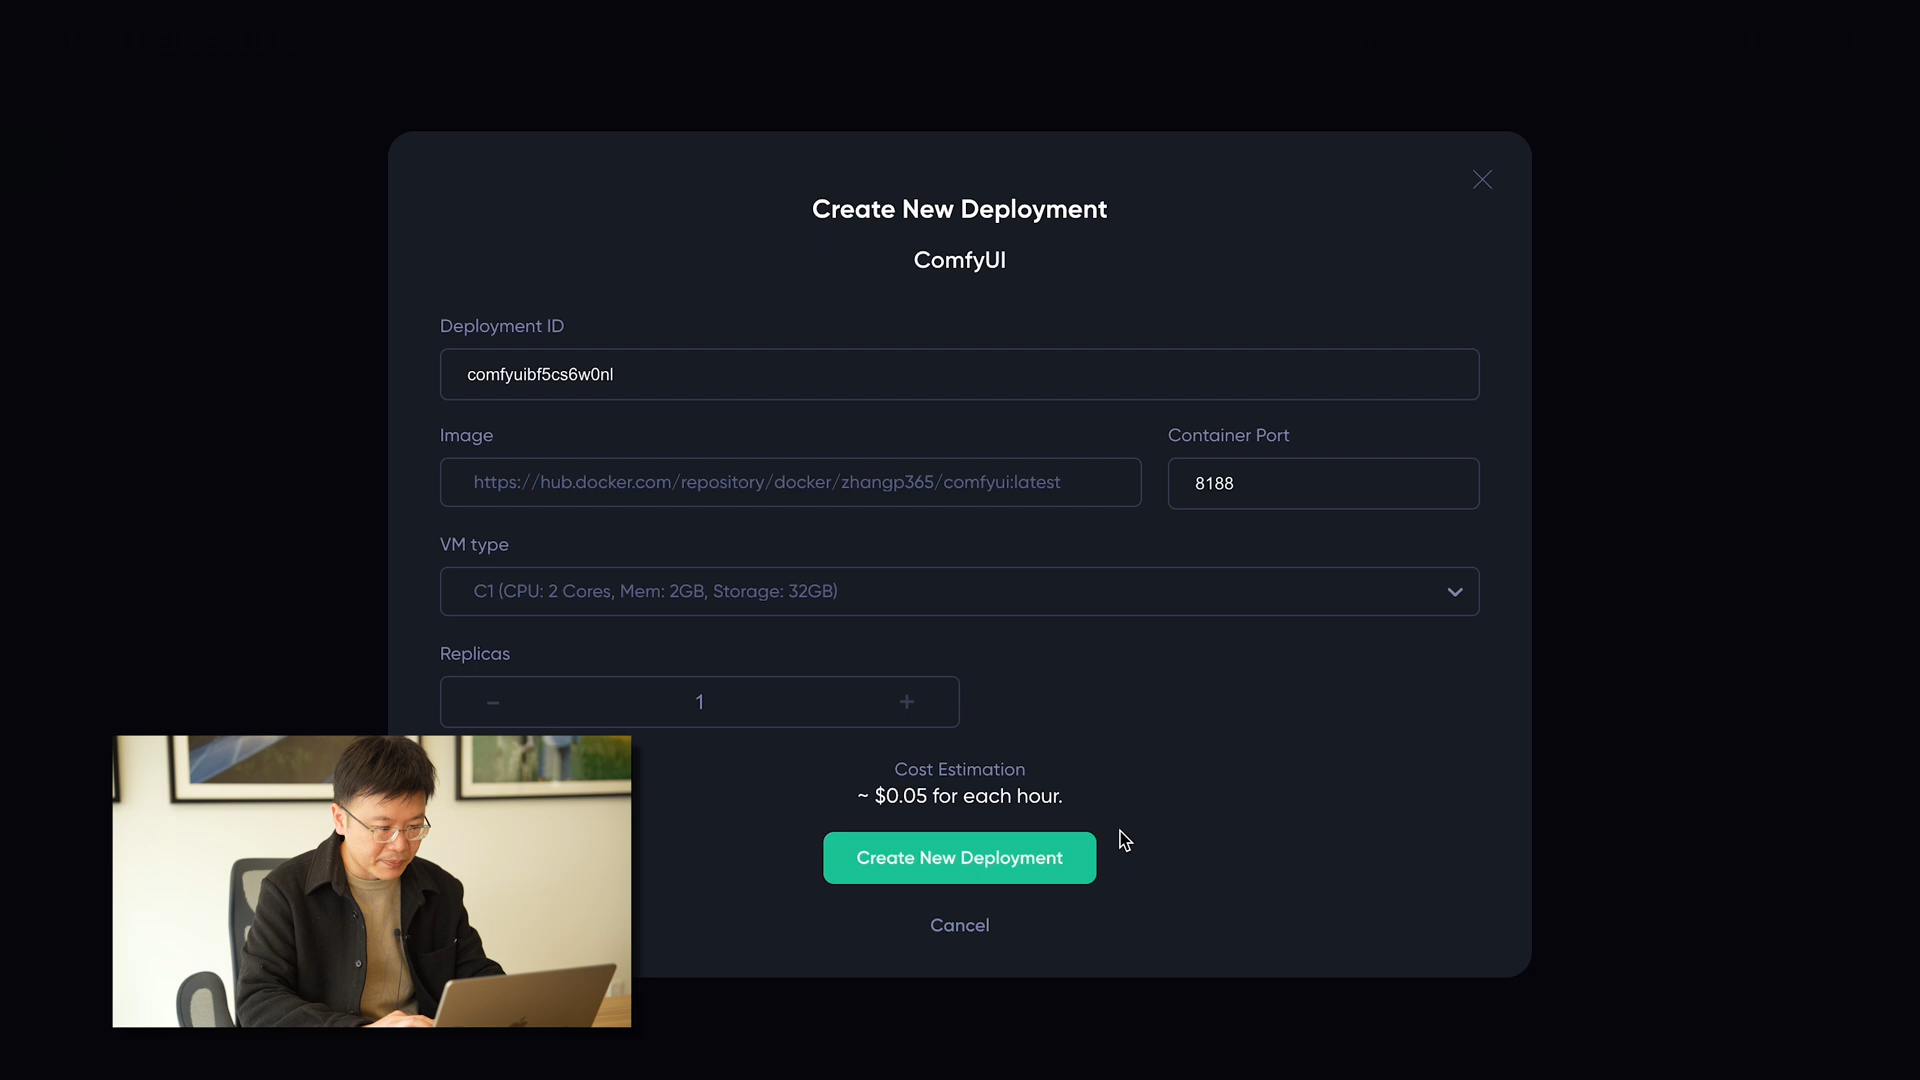 Create New Deployment
ComfyUI
Deployment ID
comfyuibf5cs6w0nl
Image
Container Port
https://hub.docker.com/repository/docker/zhangp365/comfyui:latest
8188
VM type
C1 (CPU: 2 Cores, Mem: 2GB, Storage: 32GB)
Replicas
− 1 +
Cost Estimation
~ $0.05 for each hour.
Create New Deployment
Cancel